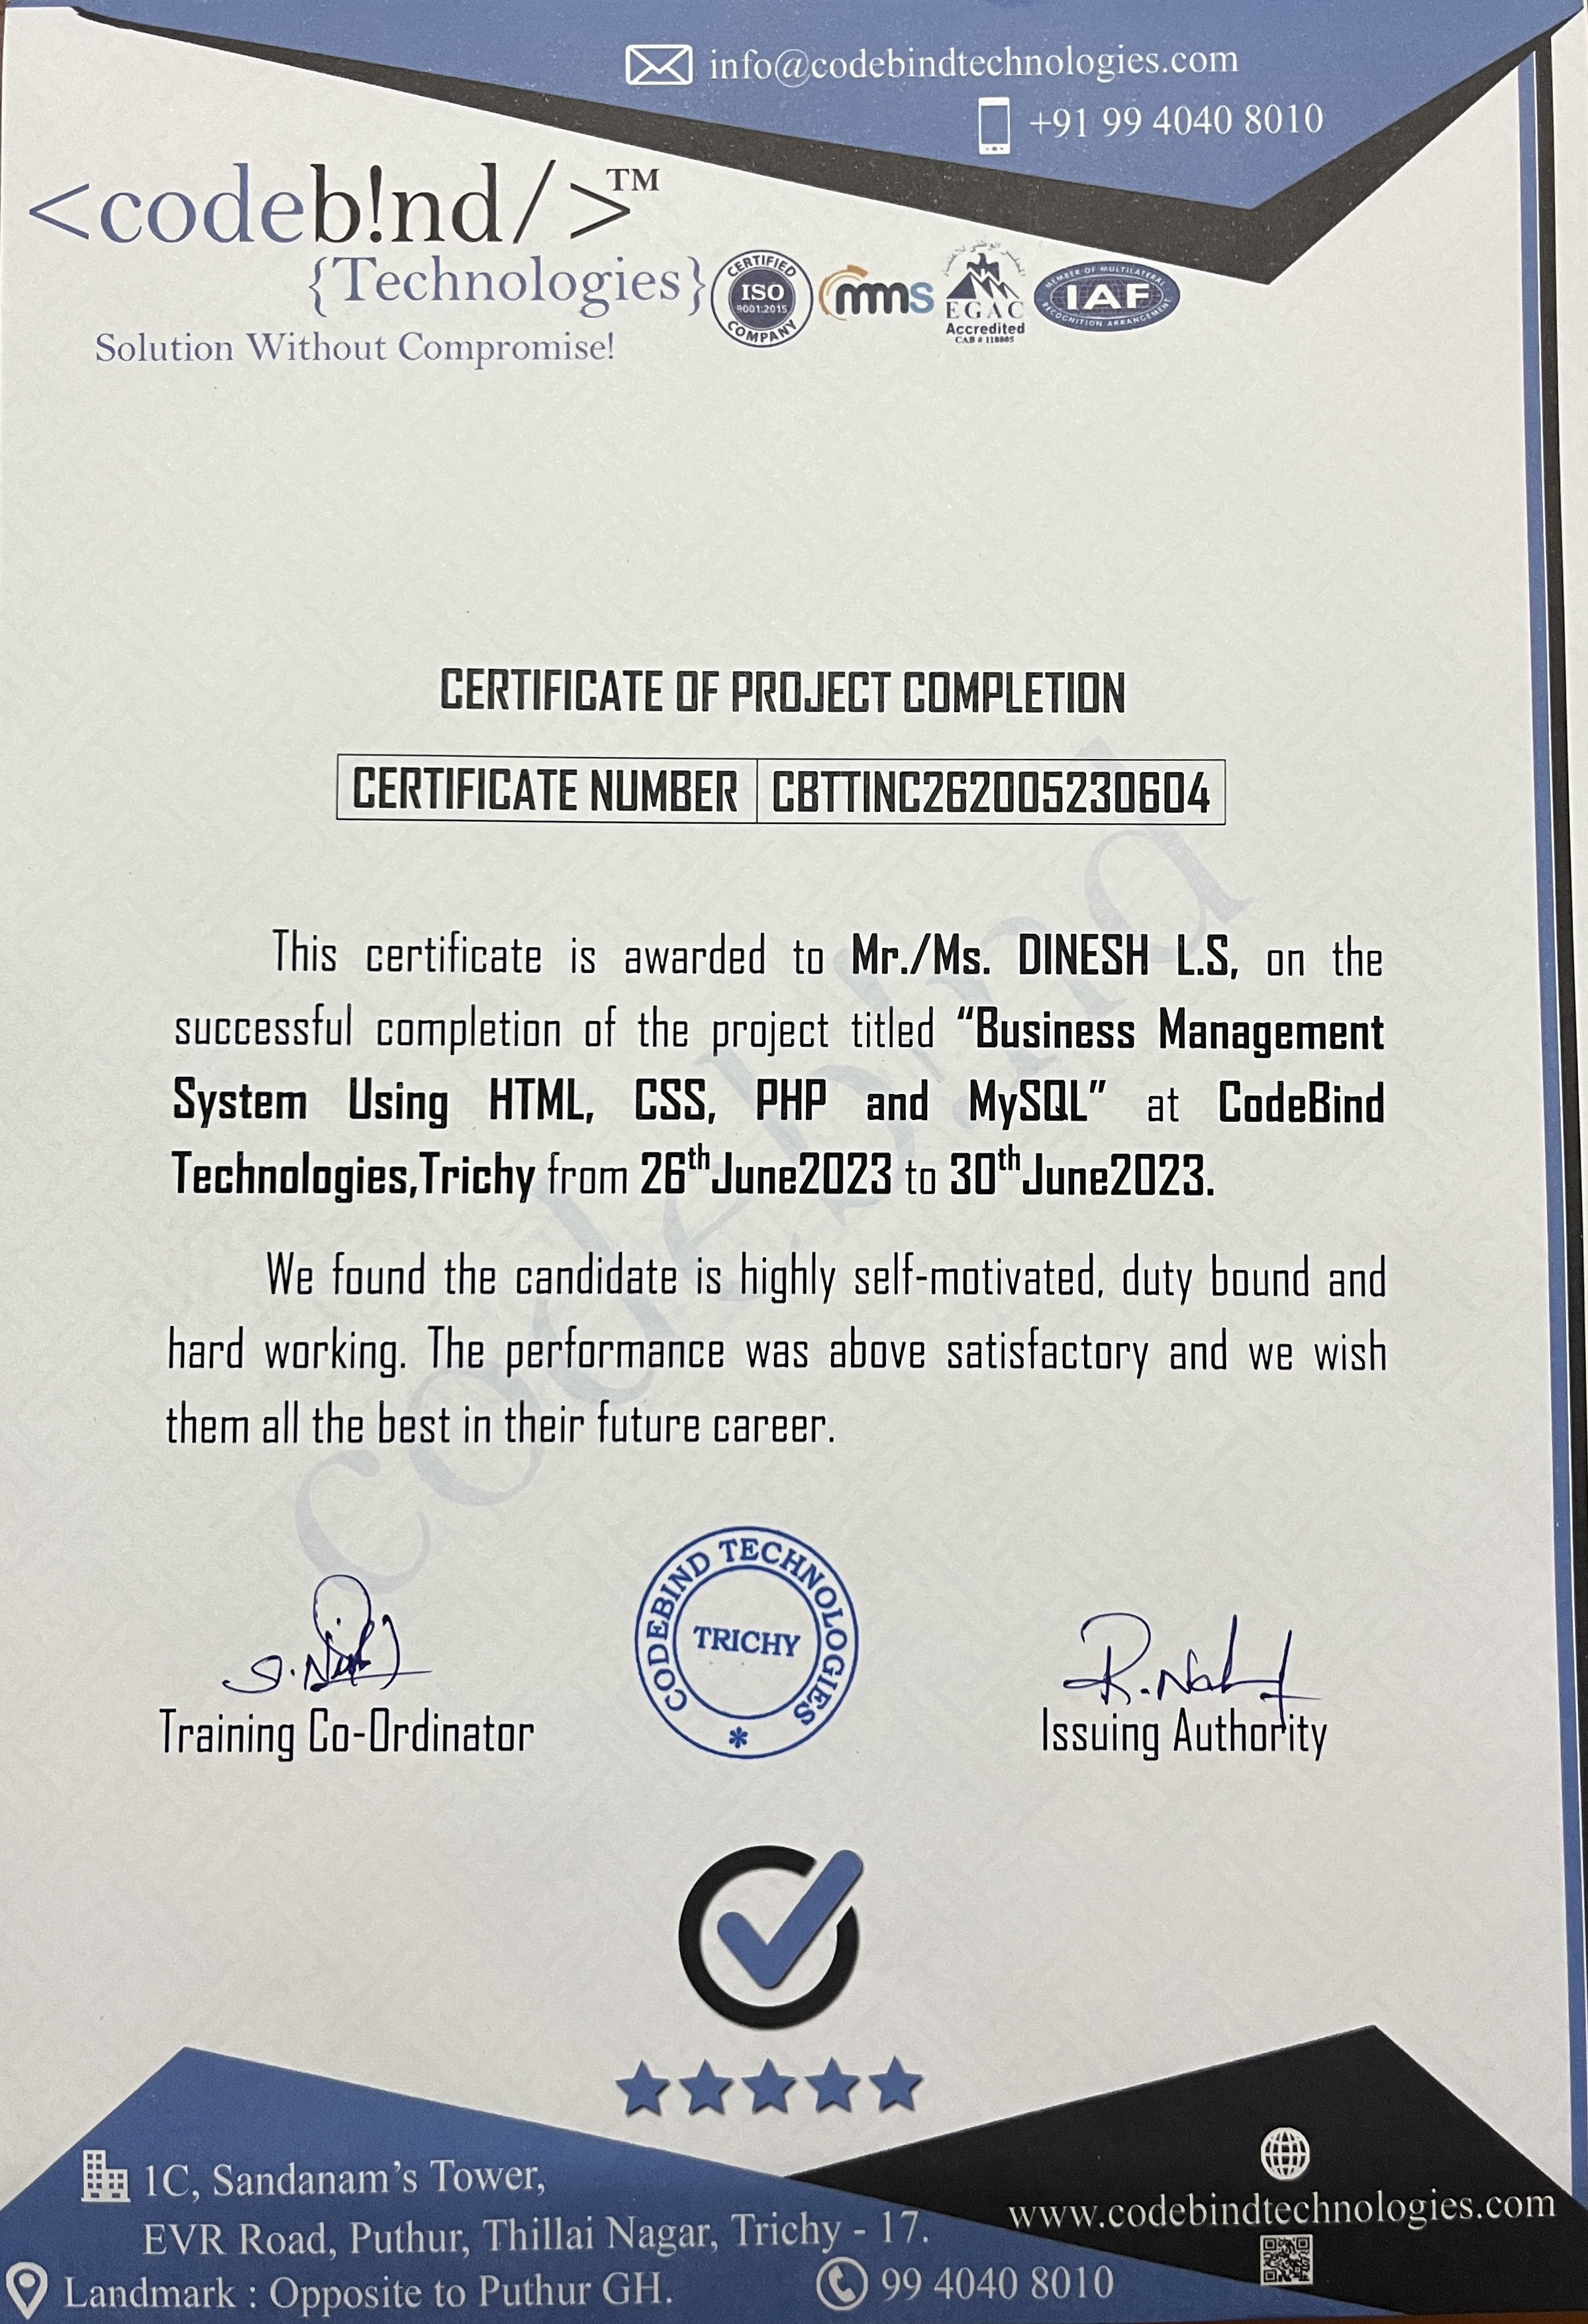 info@codebindtechnologies.com
+91 99 4040 8010
<codeb!nd/>™
{Technologies}
Solution Without Compromise!
CERTIFIED
ISO
9001:2015
COMPANY
mms
EGAC
Accredited
CAB # 118005
MEMBER OF MULTILATERAL
IAF
RECOGNITION ARRANGEMENT
CERTIFICATE OF PROJECT COMPLETION
CERTIFICATE NUMBER CBTTINC262005230604
This certificate is awarded to Mr./Ms. DINESH L.S, on the
successful completion of the project titled “Business Management
System Using HTML, CSS, PHP and MySQL” at CodeBind
Technologies,Trichy from 26th June2023 to 30th June2023.
We found the candidate is highly self-motivated, duty bound and
hard working. The performance was above satisfactory and we wish
them all the best in their future career.
codeb!nd
CODEBIND TECHNOLOGIES
TRICHY
Training Co-Ordinator
Issuing Authority
1C, Sandanam’s Tower,
EVR Road, Puthur, Thillai Nagar, Trichy - 17.
Landmark : Opposite to Puthur GH.
99 4040 8010
www.codebindtechnologies.com